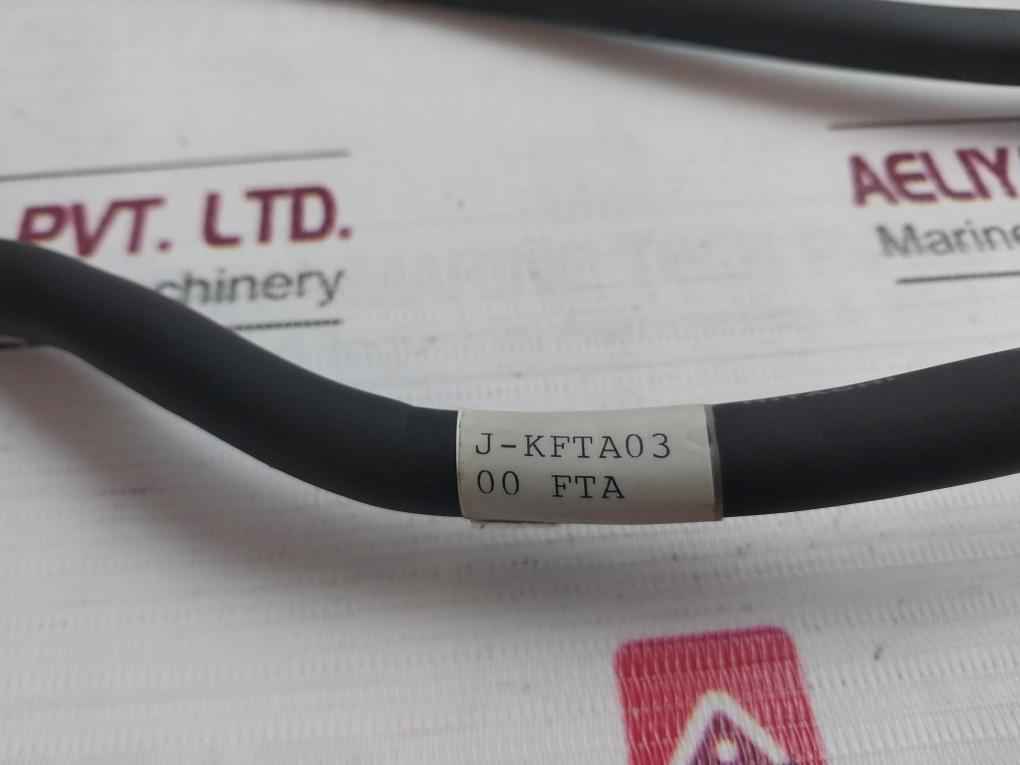 PVT. LTD.
AELIY
Marine
chinery
J-KFTA03
00 FTA